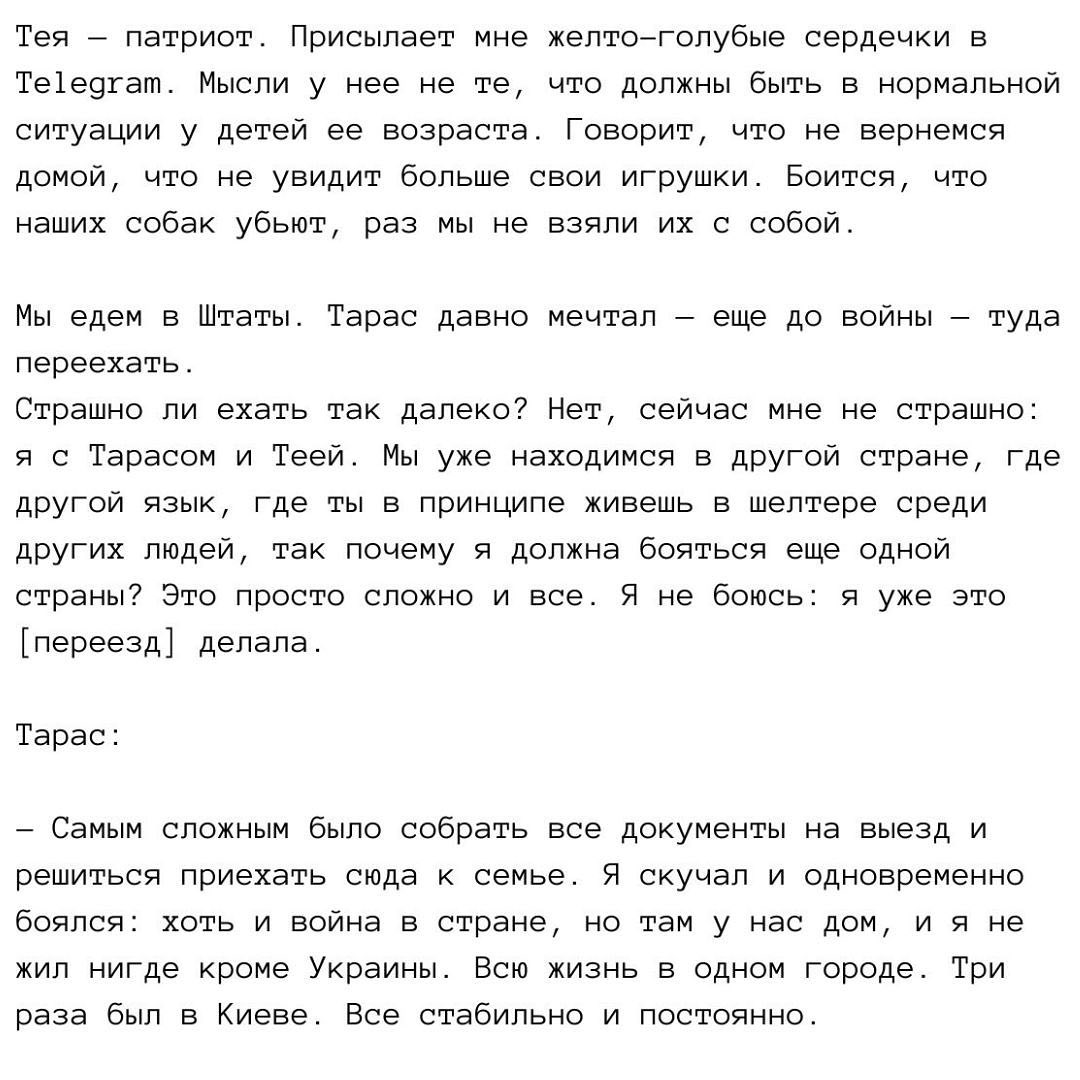 Тея — патриот. Присылает мне желто-голубые сердечки в
Telegram. Мысли у нее не те, что должны быть в нормальной
ситуации у детей ее возраста. Говорит, что не вернемся
домой, что не увидит больше свои игрушки. Боится, что
наших собак убьют, раз мы не взяли их с собой.

Мы едем в Штаты. Тарас давно мечтал — еще до войны — туда
переехать.
Страшно ли ехать так далеко? Нет, сейчас мне не страшно:
я с Тарасом и Теей. Мы уже находимся в другой стране, где
другой язык, где ты в принципе живешь в шелтере среди
других людей, так почему я должна бояться еще одной
страны? Это просто сложно и все. Я не боюсь: я уже это
[переезд] делала.

Тарас:

— Самым сложным было собрать все документы на выезд и
решиться приехать сюда к семье. Я скучал и одновременно
боялся: хоть и война в стране, но там у нас дом, и я не
жил нигде кроме Украины. Всю жизнь в одном городе. Три
раза был в Киеве. Все стабильно и постоянно.